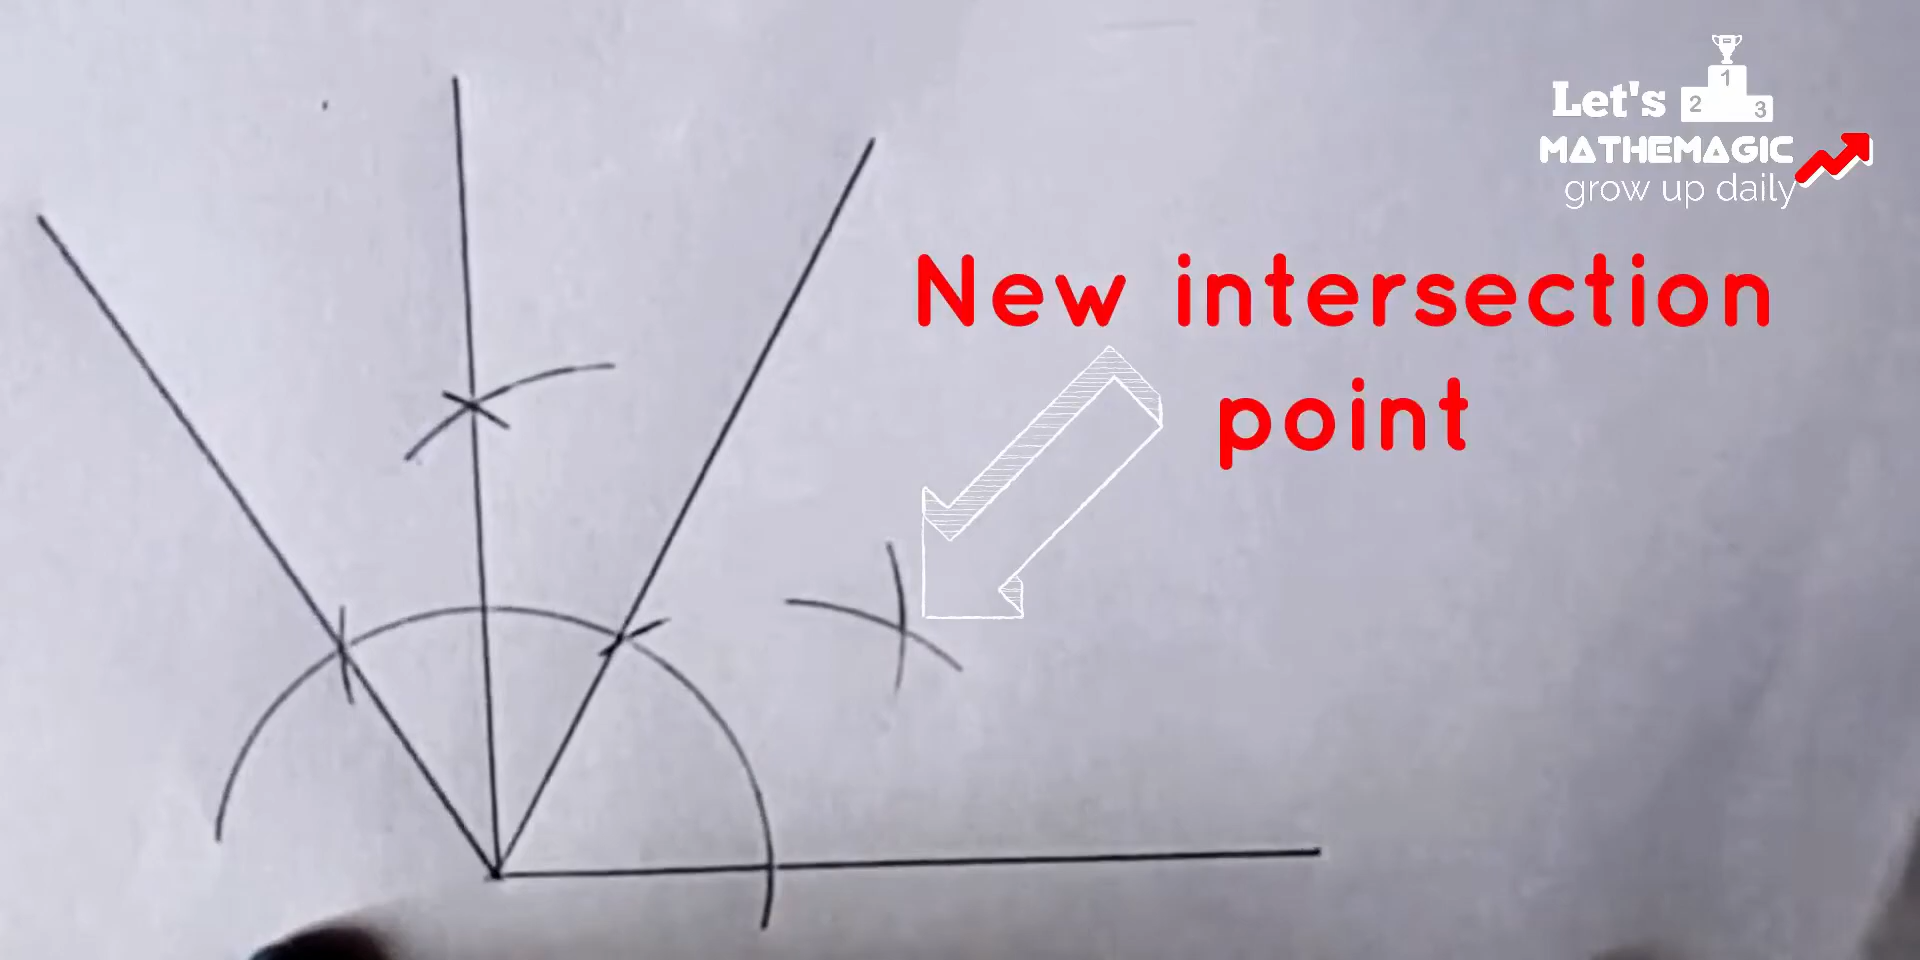 Let's
1
2 3
MATHEMAGIC
grow up daily
New intersection
point